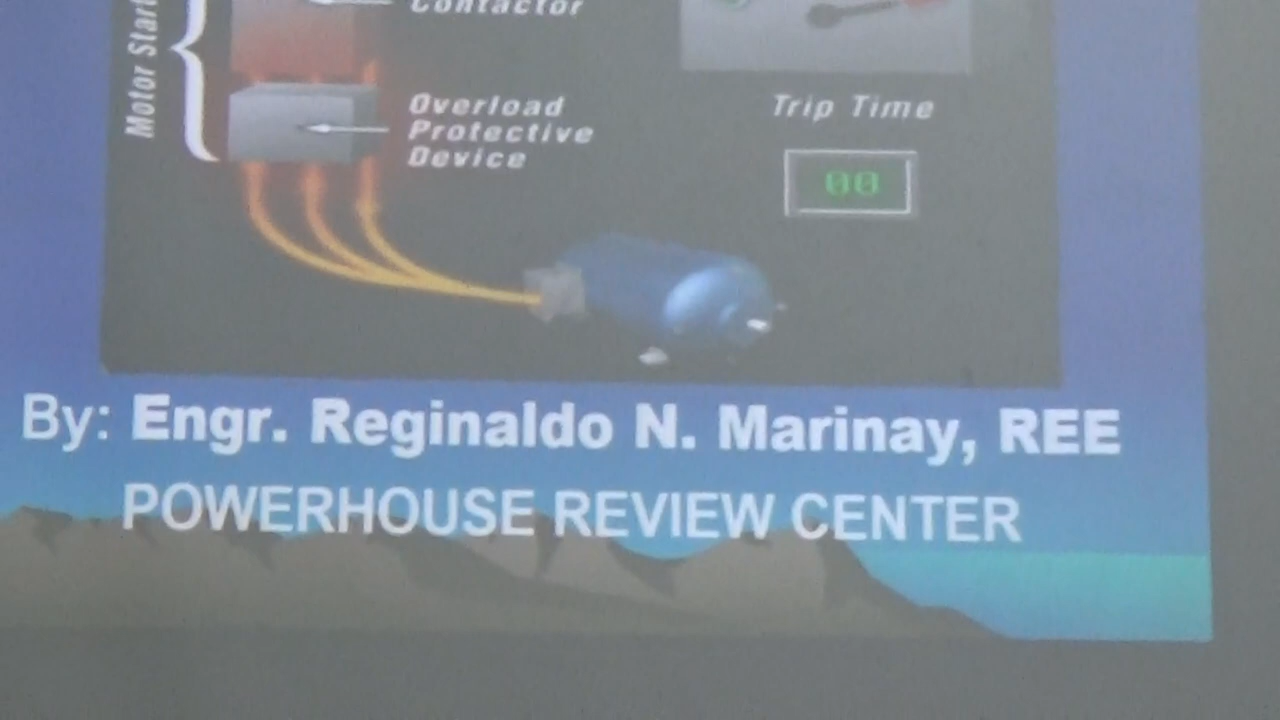 Contactor
Motor Start
Overload
Protective
Device
Trip Time
00
By: Engr. Reginaldo N. Marinay, REE
POWERHOUSE REVIEW CENTER